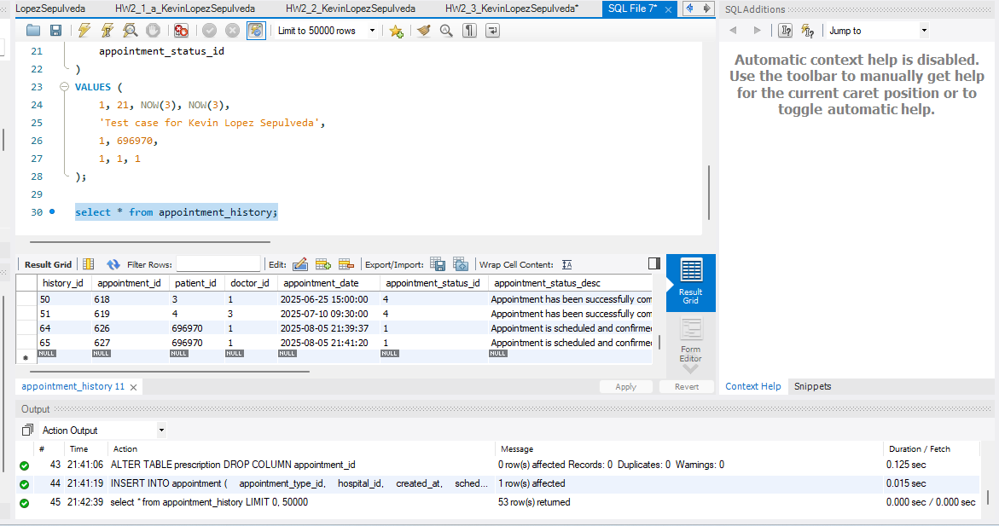 LopezSepulveda HW2_1_a_KevinLopezSepulveda HW2_2_KevinLopezSepulveda HW2_3_KevinLopezSepulveda* SQL File 7* SQLAdditions
Limit to 50000 rows Jump to
21 appointment_status_id
22 )
23 VALUES (
24 1, 21, NOW(3), NOW(3),
25 'Test case for Kevin Lopez Sepulveda',
26 1, 696970,
27 1, 1, 1
28 );
29
30 select * from appointment_history;
Automatic context help is disabled.
Use the toolbar to manually get help
for the current caret position or to
toggle automatic help.
Result Grid Filter Rows: Edit: Export/Import: Wrap Cell Content:
history_id appointment_id patient_id doctor_id appointment_date appointment_status_id appointment_status_desc
50 618 3 1 2025-06-25 15:00:00 4 Appointment has been successfully com
51 619 4 3 2025-07-10 09:30:00 4 Appointment has been successfully com
64 626 696970 1 2025-08-05 21:39:37 1 Appointment is scheduled and confirmed
65 627 696970 1 2025-08-05 21:41:20 1 Appointment is scheduled and confirmed
NULL NULL NULL NULL NULL NULL NULL
Result
Grid
Form
Editor
appointment_history 11 Apply Revert Context Help Snippets
Output
Action Output
# Time Action Message Duration / Fetch
43 21:41:06 ALTER TABLE prescription DROP COLUMN appointment_id 0 row(s) affected Records: 0 Duplicates: 0 Warnings: 0 0.125 sec
44 21:41:19 INSERT INTO appointment ( appointment_type_id, hospital_id, created_at, sched... 1 row(s) affected 0.015 sec
45 21:42:39 select * from appointment_history LIMIT 0, 50000 53 row(s) returned 0.000 sec / 0.000 sec